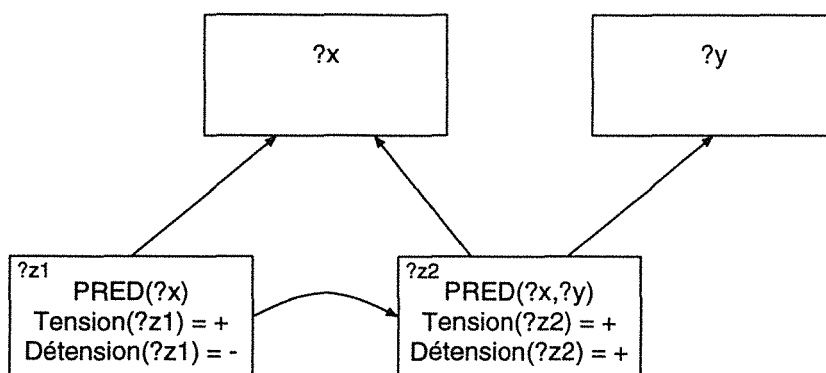 ?x
?y
?z1
PRED(?x)
Tension(?z1) = +
Détension(?z1) = -
?z2
PRED(?x,?y)
Tension(?z2) = +
Détension(?z2) = +